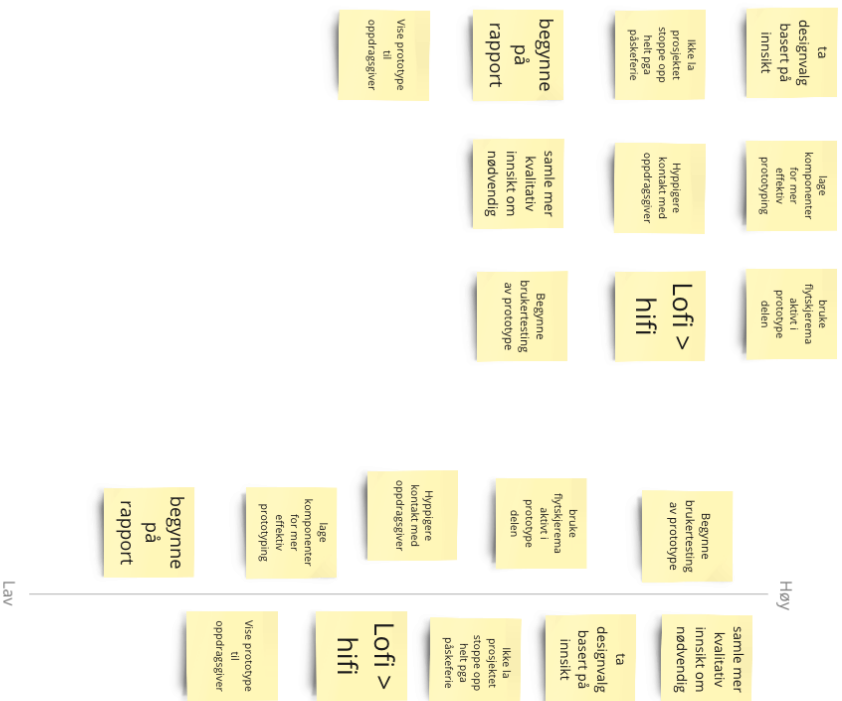 ta
designvalg
basert på
innsikt
lage
komponenter
for mer
effektiv
prototyping
bruke
flytskjerema
aktivt i
prototype
delen
Ikke la
prosjektet
stoppe opp
helt pga
påskeferie
Hyppigere
kontakt med
oppdragsgiver
Lofi >
hifi
begynne
på
rapport
samle mer
kvalitativ
innsikt om
nødvendig
Begynne
brukertesting
av prototype
Vise prototype
til
oppdragsgiver
Høy
samle mer
kvalitativ
innsikt om
nødvendig
Begynne
brukertesting
av prototype
ta
designvalg
basert på
innsikt
bruke
flytskjerema
aktivt i
prototype
delen
Ikke la
prosjektet
stoppe opp
helt pga
påskeferie
Hyppigere
kontakt med
oppdragsgiver
Lofi >
hifi
lage
komponenter
for mer
effektiv
prototyping
Vise prototype
til
oppdragsgiver
begynne
på
rapport
Lav